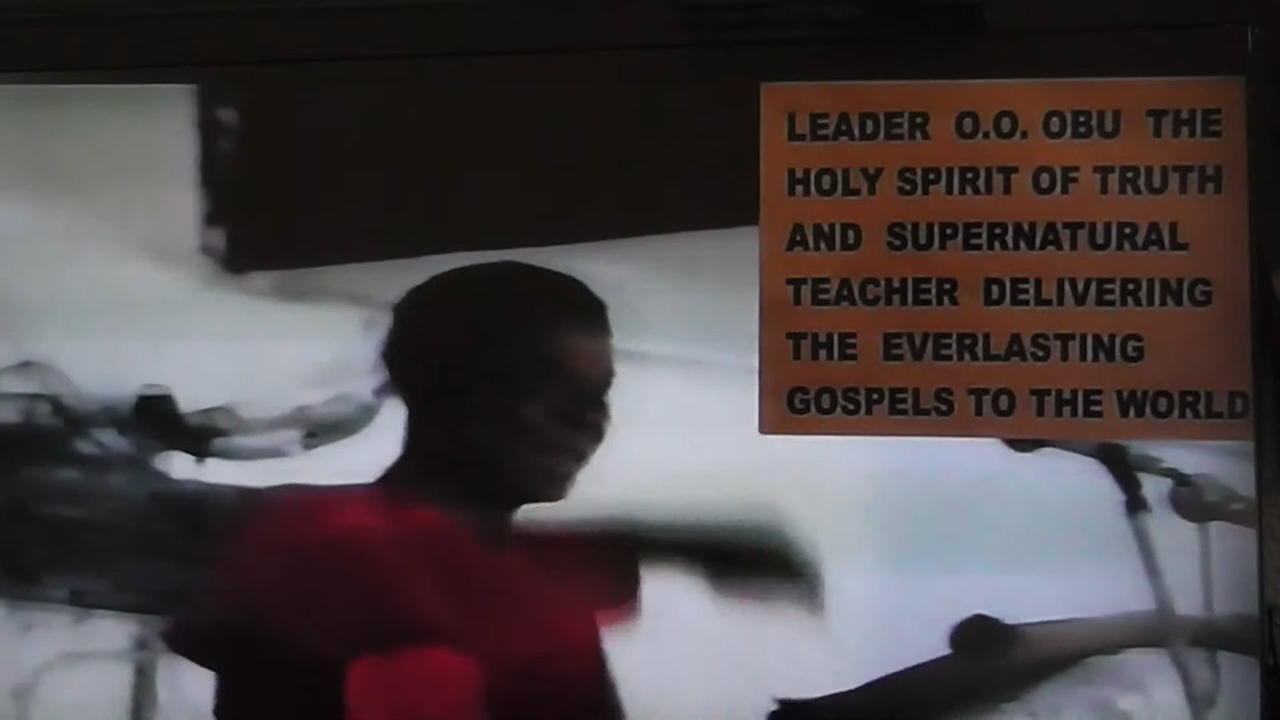 LEADER O.O. OBU THE
HOLY SPIRIT OF TRUTH
AND SUPERNATURAL
TEACHER DELIVERING
THE EVERLASTING
GOSPELS TO THE WORLD